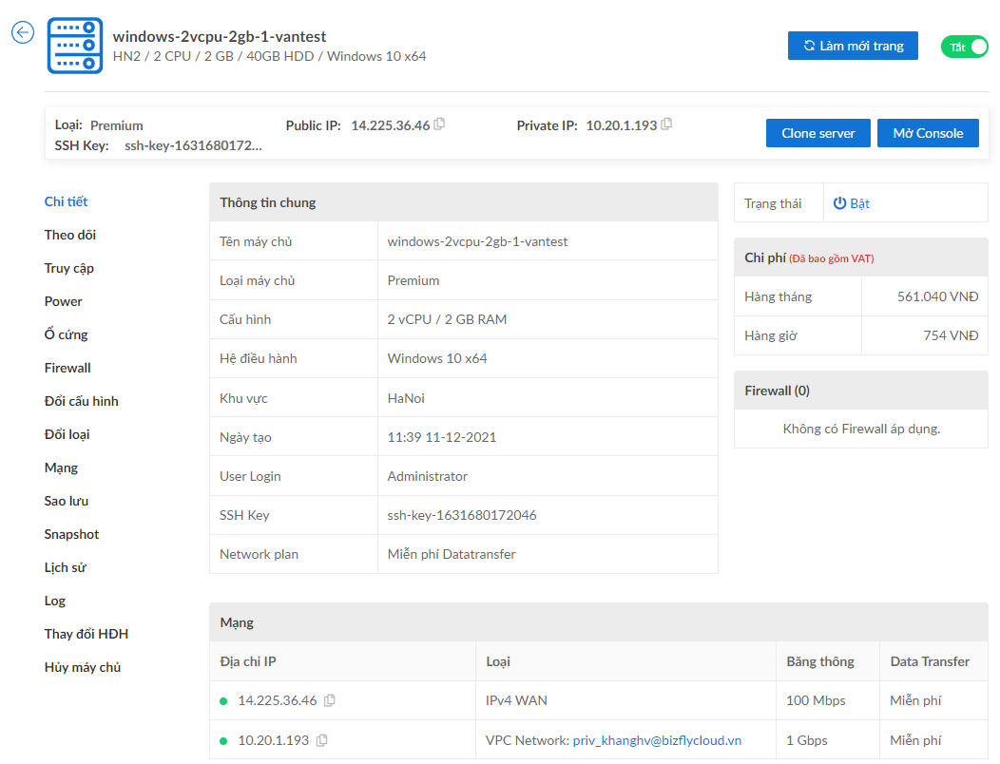 windows-2vcpu-2gb-1-vantest
HN2 / 2 CPU / 2 GB / 40GB HDD / Windows 10 x64
Làm mới trang
Tắt
Loại: Premium
Public IP: 14.225.36.46
Private IP: 10.20.1.193
SSH Key: ssh-key-1631680172...
Clone server
Mở Console
Chi tiết
Theo dõi
Truy cập
Power
Ổ cứng
Firewall
Đổi cấu hình
Đổi loại
Mạng
Sao lưu
Snapshot
Lịch sử
Log
Thay đổi HĐH
Hủy máy chủ
Thông tin chung
Tên máy chủ windows-2vcpu-2gb-1-vantest
Loại máy chủ Premium
Cấu hình 2 vCPU / 2 GB RAM
Hệ điều hành Windows 10 x64
Khu vực HaNoi
Ngày tạo 11:39 11-12-2021
User Login Administrator
SSH Key ssh-key-1631680172046
Network plan Miễn phí Datatransfer
Trạng thái Bật
Chi phí (Đã bao gồm VAT)
Hàng tháng 561.040 VNĐ
Hàng giờ 754 VNĐ
Firewall (0)
Không có Firewall áp dụng.
Mạng
Địa chỉ IP Loại Băng thông Data Transfer
14.225.36.46 IPv4 WAN 100 Mbps Miễn phí
10.20.1.193 VPC Network: priv_khanghv@bizflycloud.vn 1 Gbps Miễn phí